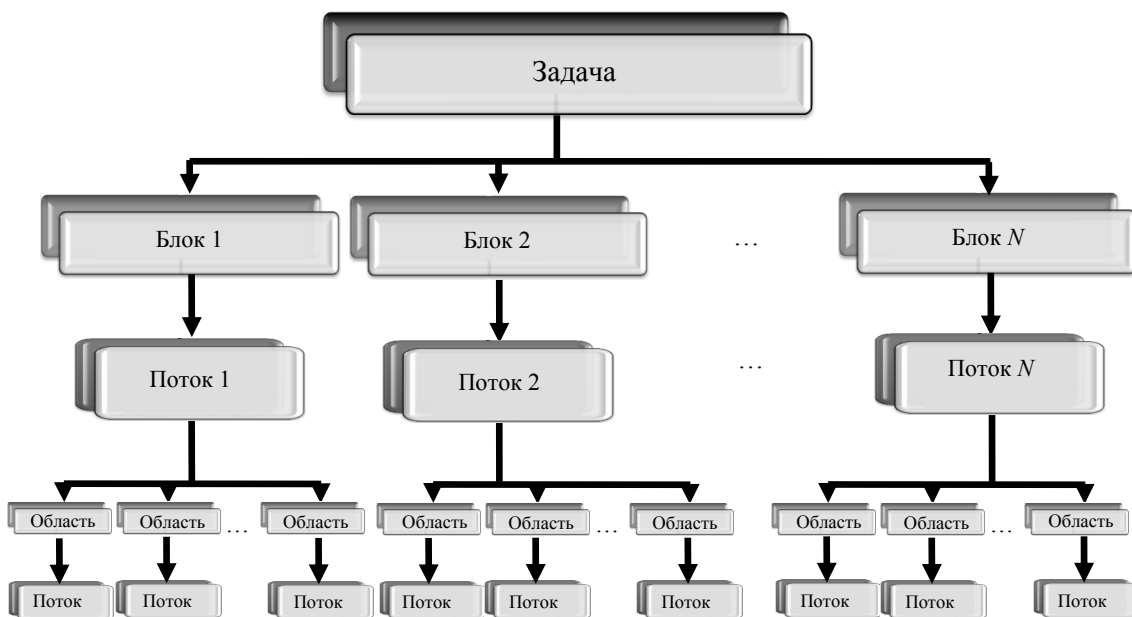 Задача
Блок 1
Блок 2
…
Блок N
Поток 1
Поток 2
…
Поток N
Область
Область
…
Область
Область
Область
…
Область
Область
Область
…
Область
Поток
Поток
Поток
Поток
Поток
Поток
Поток
Поток
Поток